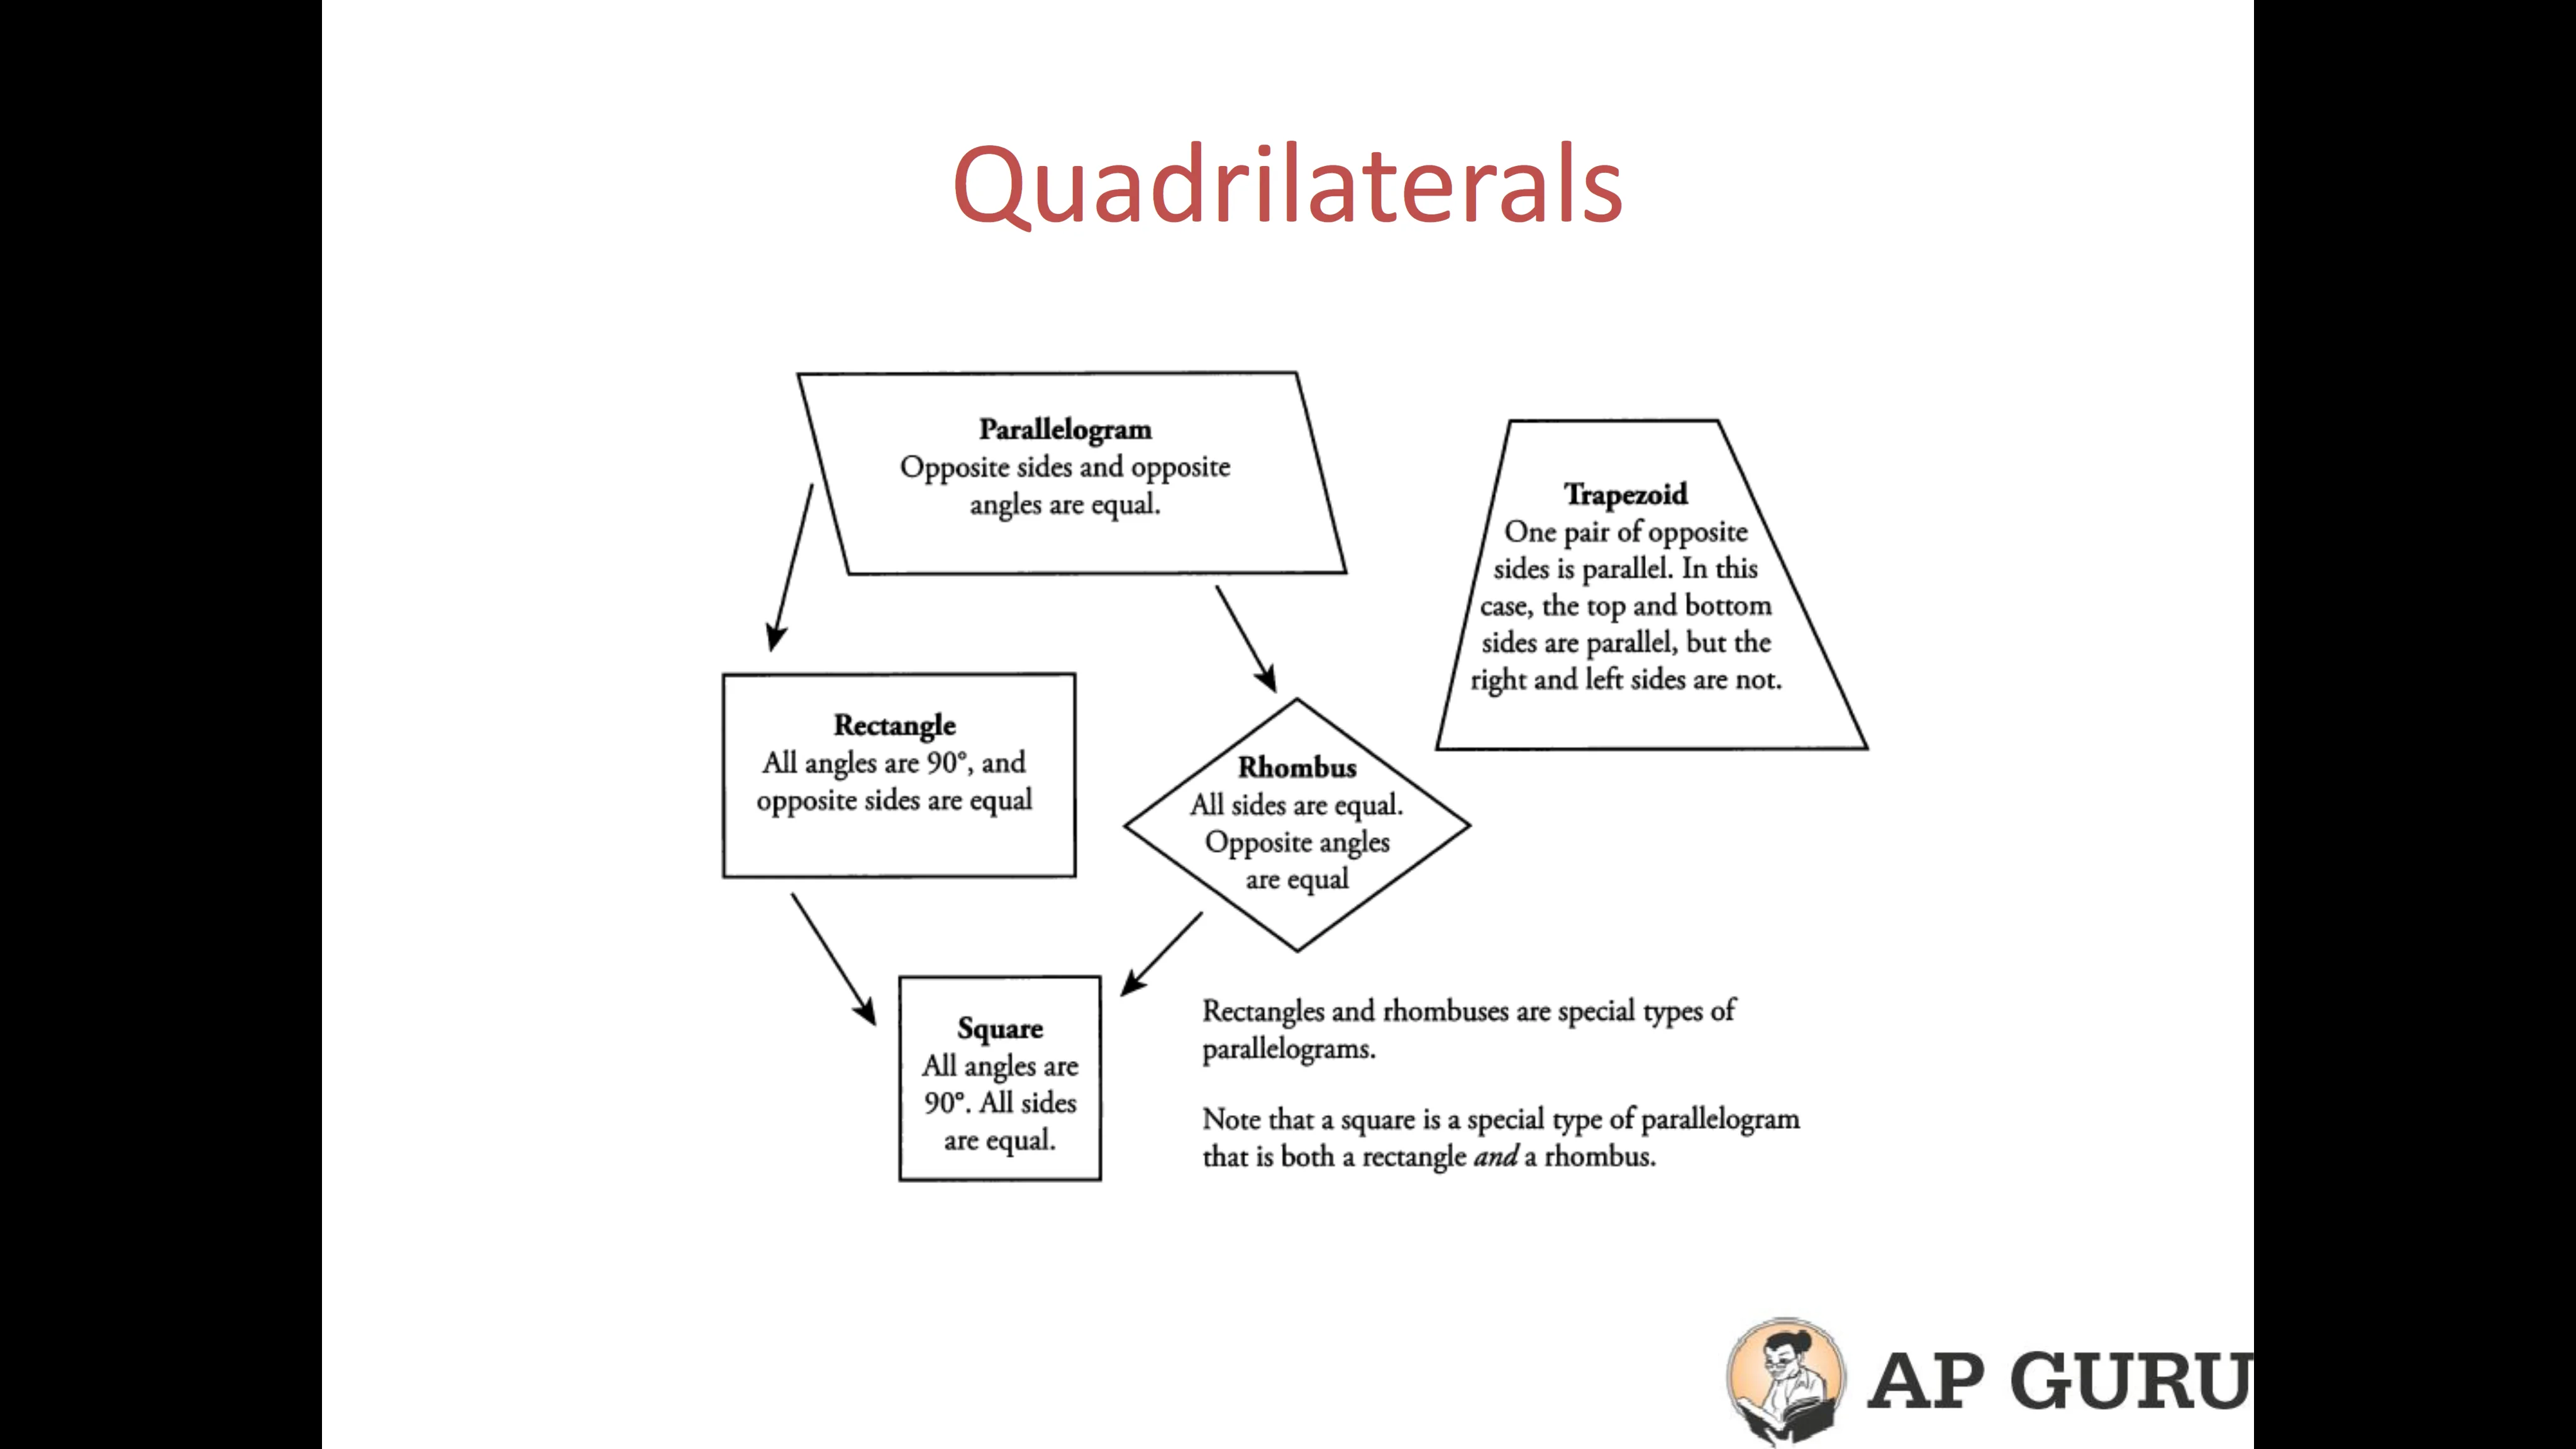 Quadrilaterals
Parallelogram
Opposite sides and opposite
angles are equal.
Trapezoid
One pair of opposite
sides is parallel. In this
case, the top and bottom
sides are parallel, but the
right and left sides are not.
Rectangle
All angles are 90°, and
opposite sides are equal
Rhombus
All sides are equal.
Opposite angles
are equal
Square
All angles are
90°. All sides
are equal.
Rectangles and rhombuses are special types of
parallelograms.
Note that a square is a special type of parallelogram
that is both a rectangle and a rhombus.
AP GURU